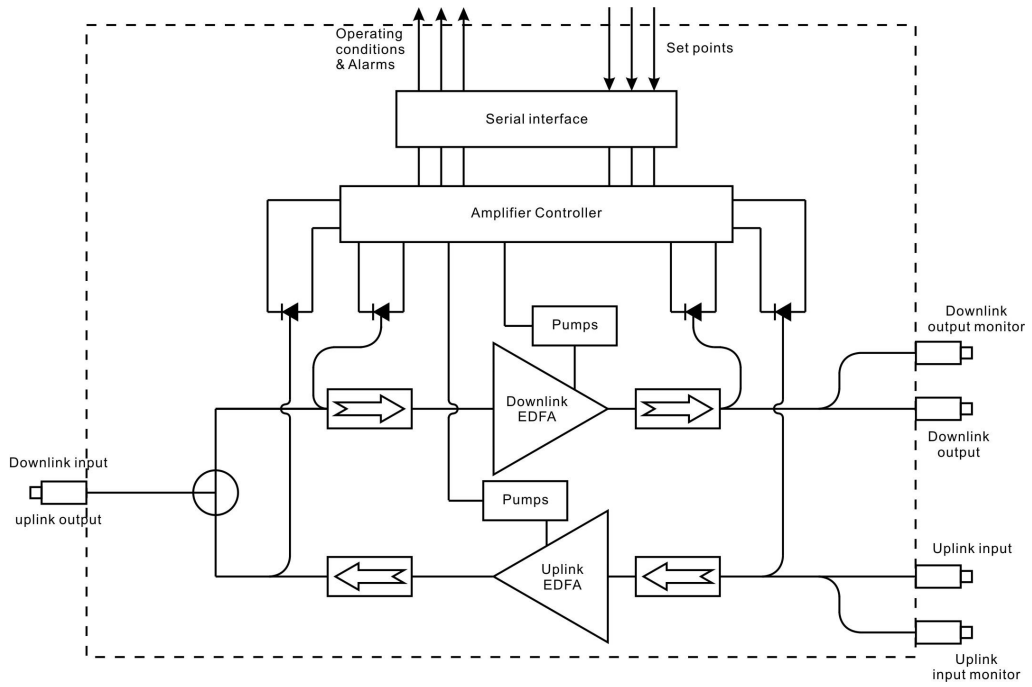 Operating
conditions
& Alarms
Set points
Serial interface
Amplifier Controller
Pumps
Downlink
output monitor
Downlink
EDFA
Downlink
output
Downlink input
uplink output
Pumps
Uplink
EDFA
Uplink input
Uplink
input monitor